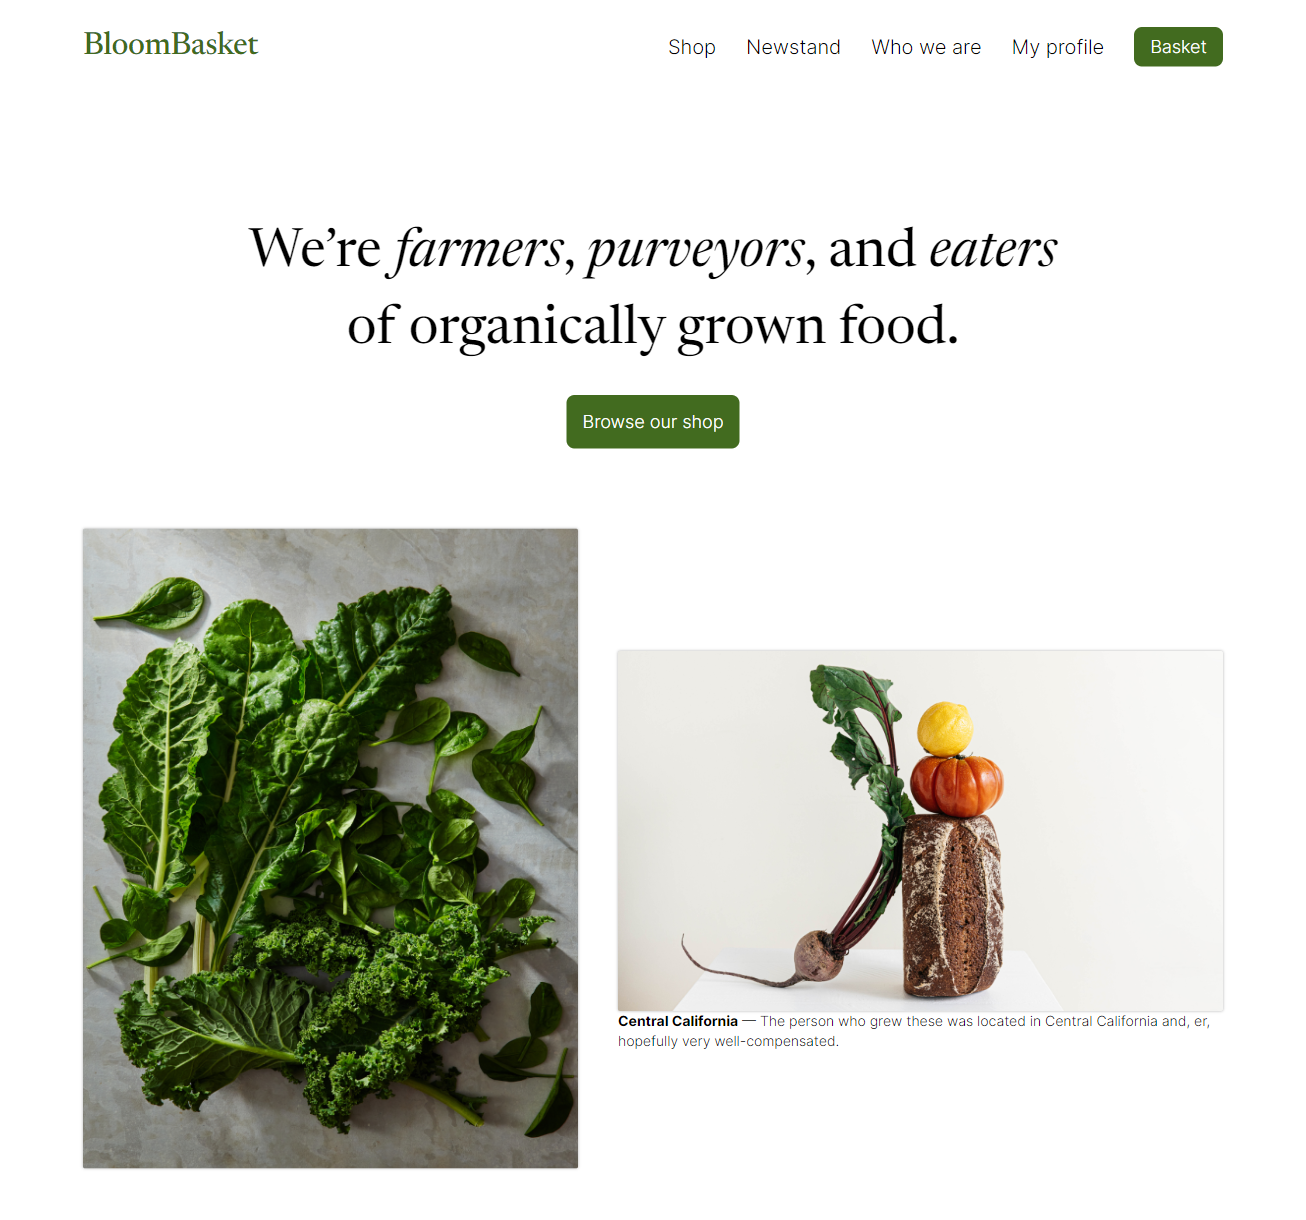 BloomBasket
Shop
Newstand
Who we are
My profile
Basket
We’re farmers, purveyors, and eaters
of organically grown food.
Browse our shop
Central California — The person who grew these was located in Central California and, er,
hopefully very well-compensated.